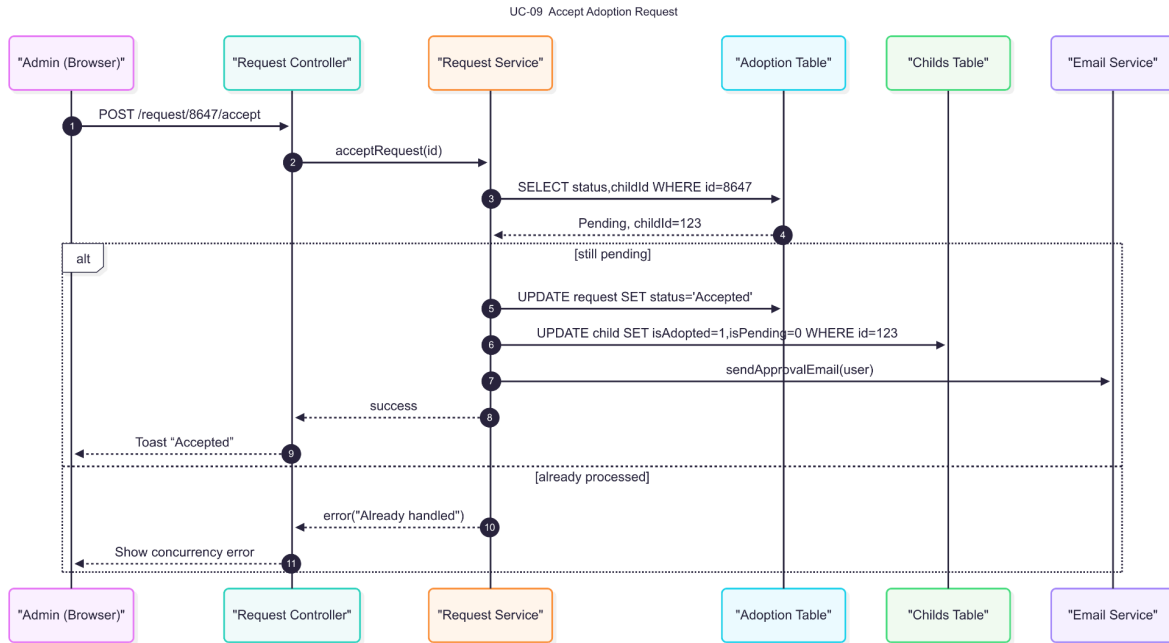 UC-09 Accept Adoption Request
"Admin (Browser)"
"Request Controller"
"Request Service"
"Adoption Table"
"Childs Table"
"Email Service"
1
POST /request/8647/accept
2
acceptRequest(id)
3
SELECT status,childId WHERE id=8647
Pending, childId=123
4
alt
[still pending]
5
UPDATE request SET status='Accepted'
6
UPDATE child SET isAdopted=1,isPending=0 WHERE id=123
7
sendApprovalEmail(user)
success
8
Toast “Accepted”
9
[already processed]
error("Already handled")
10
Show concurrency error
11
"Admin (Browser)"
"Request Controller"
"Request Service"
"Adoption Table"
"Childs Table"
"Email Service"